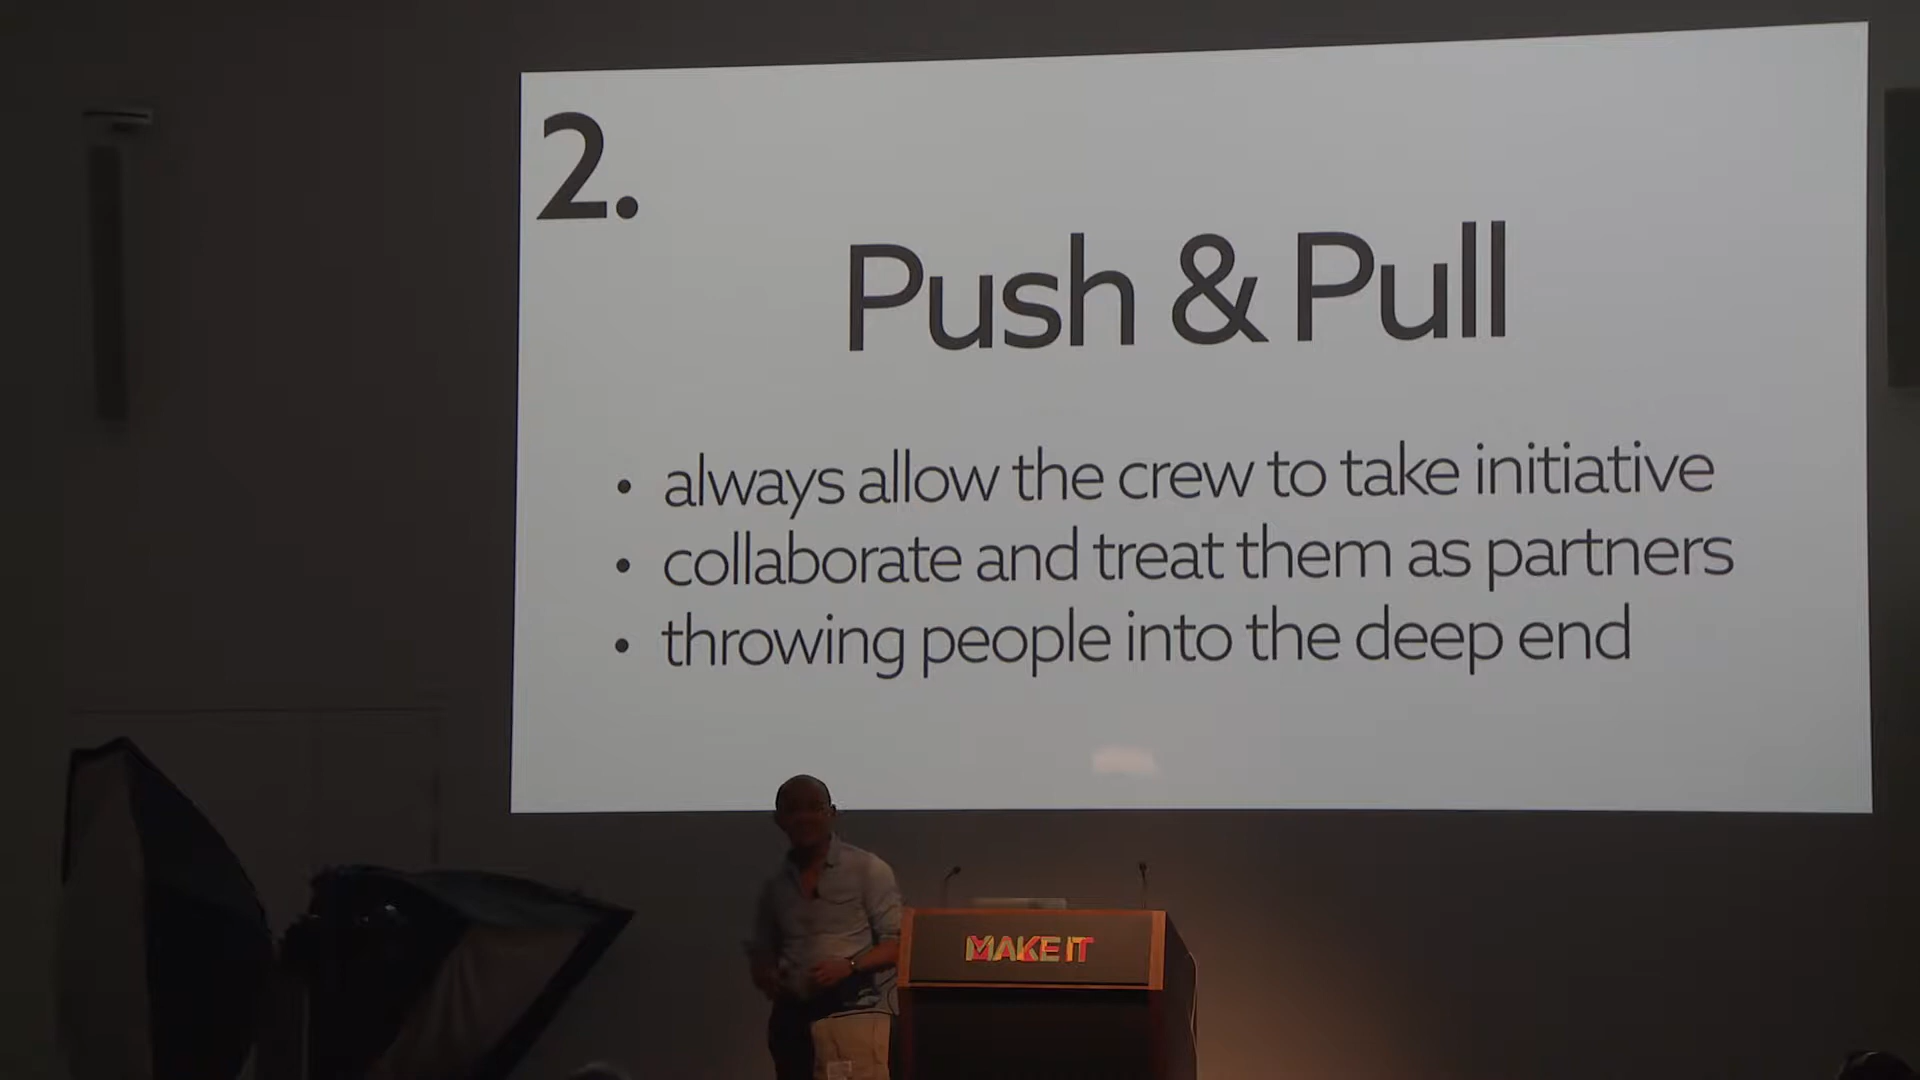 2.
Push & Pull
• always allow the crew to take initiative
• collaborate and treat them as partners
• throwing people into the deep end
MAKE IT